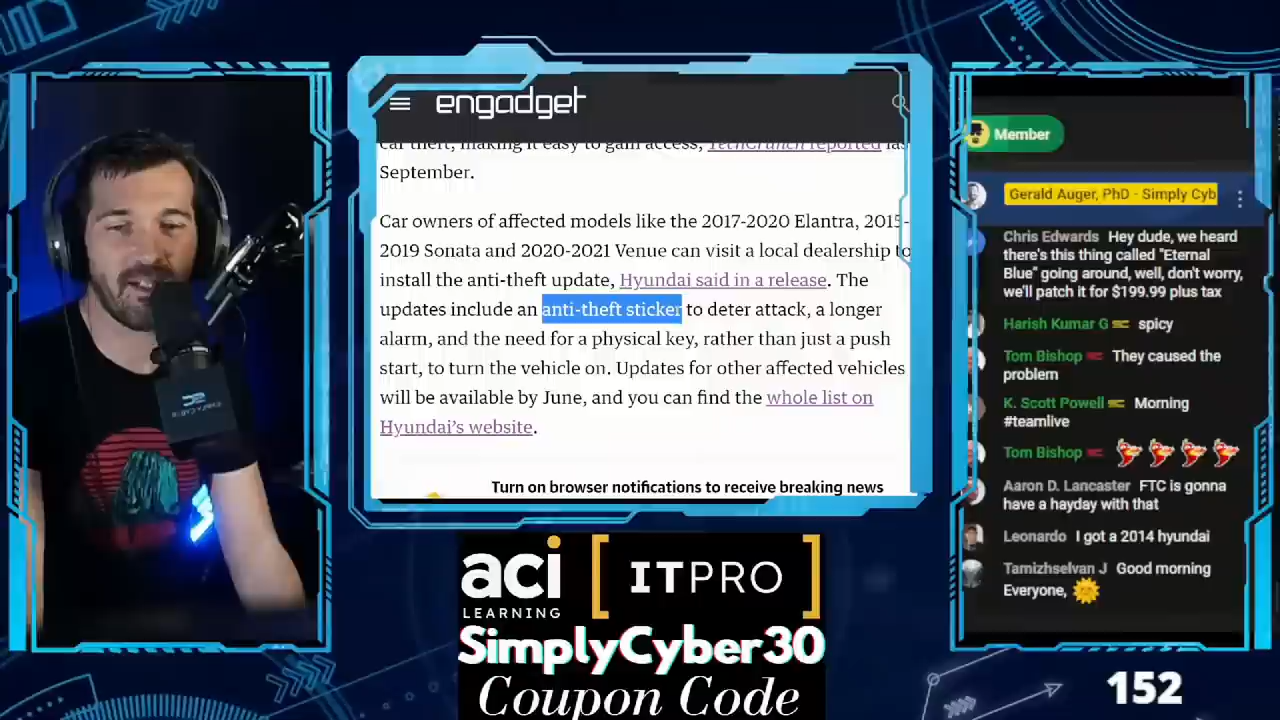 engadget
car theft, making it easy to gain access, TechCrunch reported las
September.
Car owners of affected models like the 2017-2020 Elantra, 2015-
2019 Sonata and 2020-2021 Venue can visit a local dealership to
install the anti-theft update, Hyundai said in a release. The
updates include an anti-theft sticker to deter attack, a longer
alarm, and the need for a physical key, rather than just a push
start, to turn the vehicle on. Updates for other affected vehicles
will be available by June, and you can find the whole list on
Hyundai's website.
Turn on browser notifications to receive breaking news
Member
Gerald Auger, PhD - Simply Cyb
Chris Edwards Hey dude, we heard
there's this thing called "Eternal
Blue" going around, well, don't worry,
we'll patch it for $199.99 plus tax
Harish Kumar G spicy
Tom Bishop They caused the
problem
K. Scott Powell Morning
#teamlive
Tom Bishop
Aaron D. Lancaster FTC is gonna
have a hayday with that
Leonardo I got a 2014 hyundai
Tamizhselvan J Good morning
Everyone,
aci
LEARNING
[ITPRO]
SimplyCyber30
Coupon Code
152